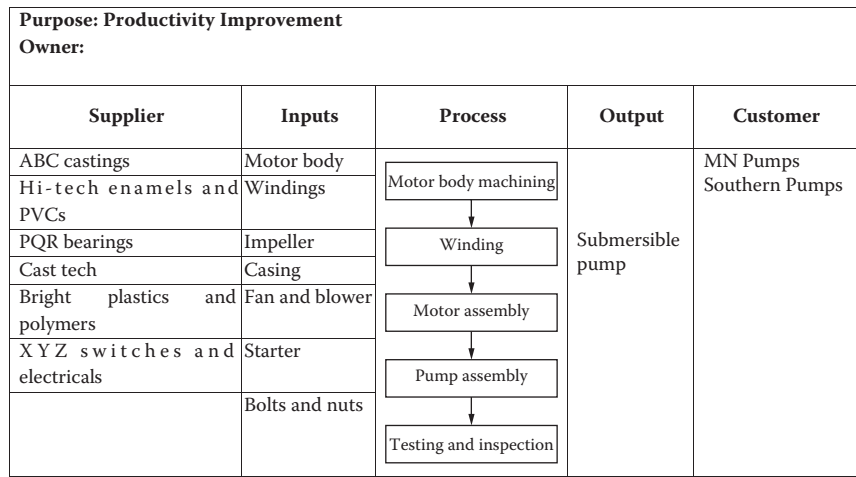 Purpose: Productivity Improvement
Owner:
Supplier
Inputs
Process
Output
Customer
ABC castings
Motor body
Hi-tech enamels and
PVCs
Windings
PQR bearings
Impeller
Cast tech
Casing
Bright plastics and
polymers
Fan and blower
XYZ switches and
electricals
Starter
Bolts and nuts
Motor body machining
Winding
Motor assembly
Pump assembly
Testing and inspection
Submersible
pump
MN Pumps
Southern Pumps